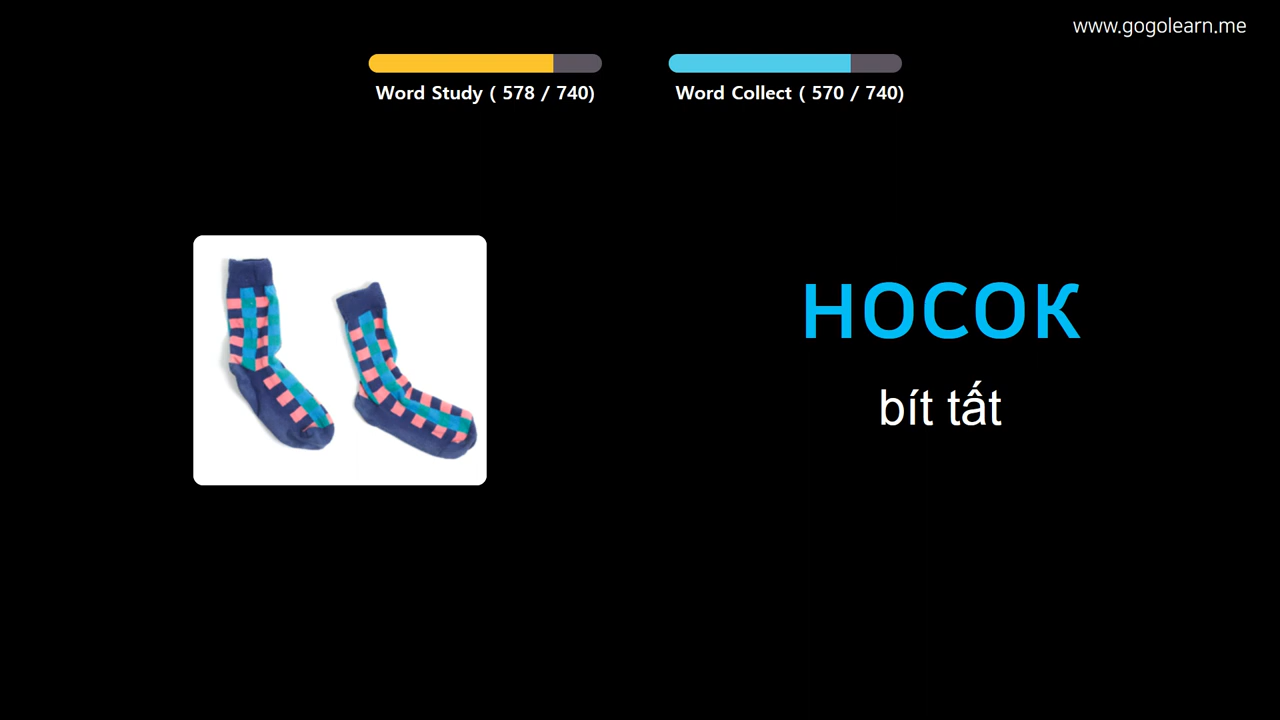 www.gogolearn.me
Word Study ( 578 / 740)
Word Collect ( 570 / 740)
носок
bít tất